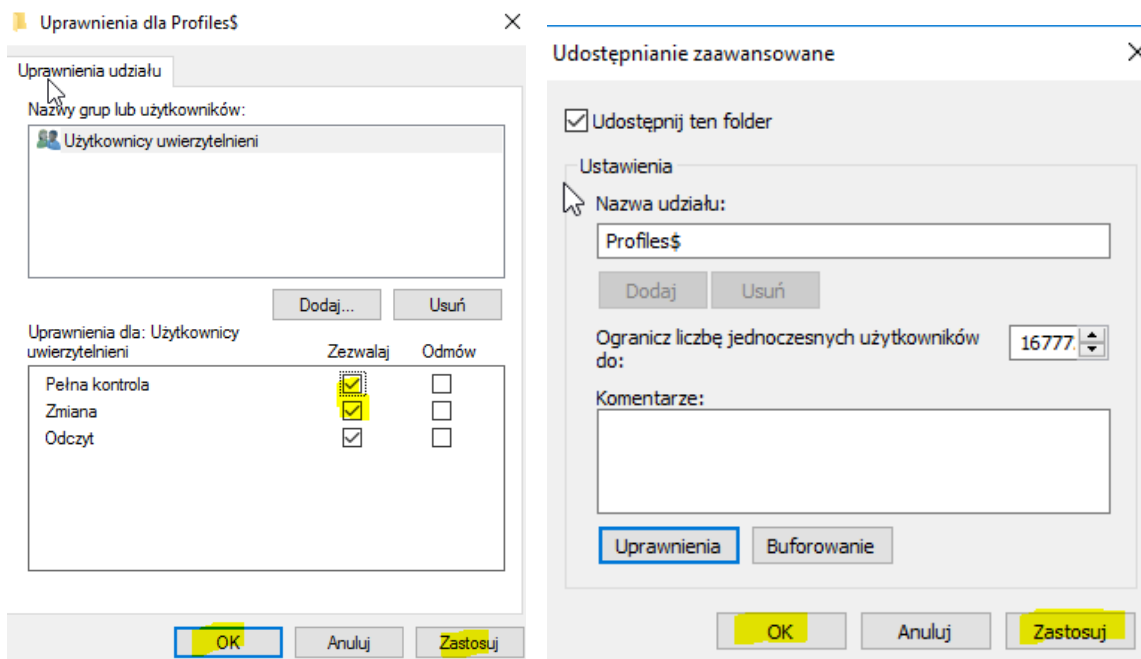 Uprawnienia dla Profiles$
Uprawnienia udziału
Nazwy grup lub użytkowników:
Użytkownicy uwierzytelnieni
Dodaj...
Usuń
Uprawnienia dla: Użytkownicy
uwierzytelnieni
Zezwalaj
Odmów
Pełna kontrola
Zmiana
Odczyt
OK
Anuluj
Zastosuj
Udostępnianie zaawansowane
Udostępnij ten folder
Ustawienia
Nazwa udziału:
Profiles$
Dodaj
Usuń
Ogranicz liczbę jednoczesnych użytkowników
do:
16777
Komentarze:
Uprawnienia
Buforowanie
OK
Anuluj
Zastosuj